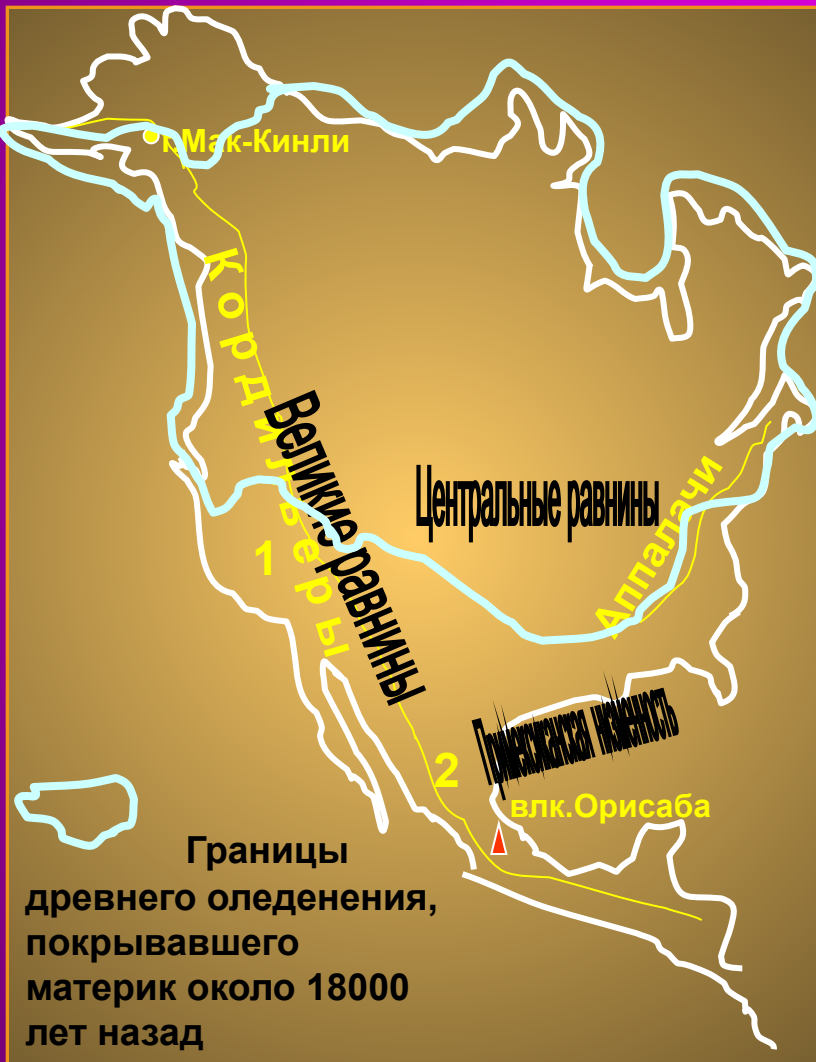 г.Мак-Кинли
Кордильеры
Великие равнины
Центральные равнины
Аппалачи
1
2
Примексиканская низменность
влк.Орисаба
Границы
древнего оледенения,
покрывавшего
материк около 18000
лет назад